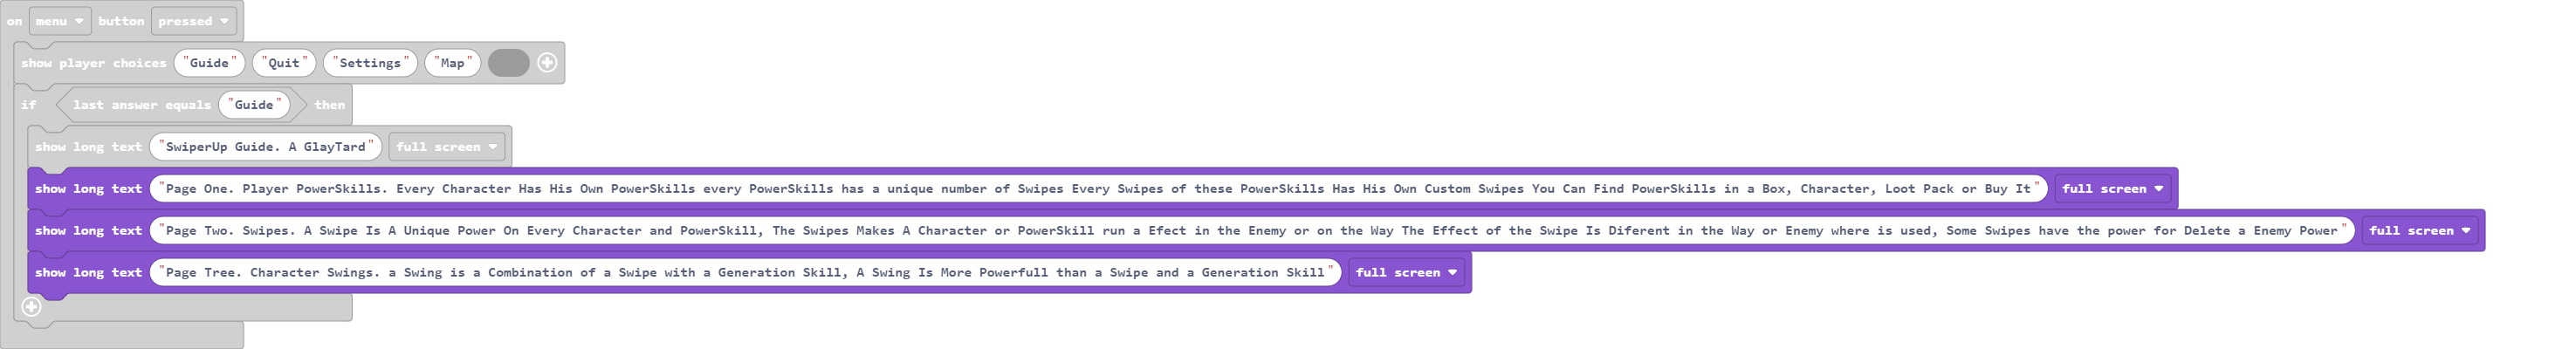 on menu button pressed
show player choices "Guide" "Quit" "Settings" "Map"
if last answer equals "Guide" then
show long text "SwiperUp Guide. A GlayTard" full screen
show long text "Page One. Player PowerSkills. Every Character Has His Own PowerSkills every PowerSkills has a unique number of Swipes Every Swipes of these PowerSkills Has His Own Custom Swipes You Can Find PowerSkills in a Box, Character, Loot Pack or Buy It" full screen
show long text "Page Two. Swipes. A Swipe Is A Unique Power On Every Character and PowerSkill, The Swipes Makes A Character or PowerSkill run a Efect in the Enemy or on the Way The Effect of the Swipe Is Diferent in the Way or Enemy where is used, Some Swipes have the power for Delete a Enemy Power" full screen
show long text "Page Tree. Character Swings. a Swing is a Combination of a Swipe with a Generation Skill, A Swing Is More Powerfull than a Swipe and a Generation Skill" full screen